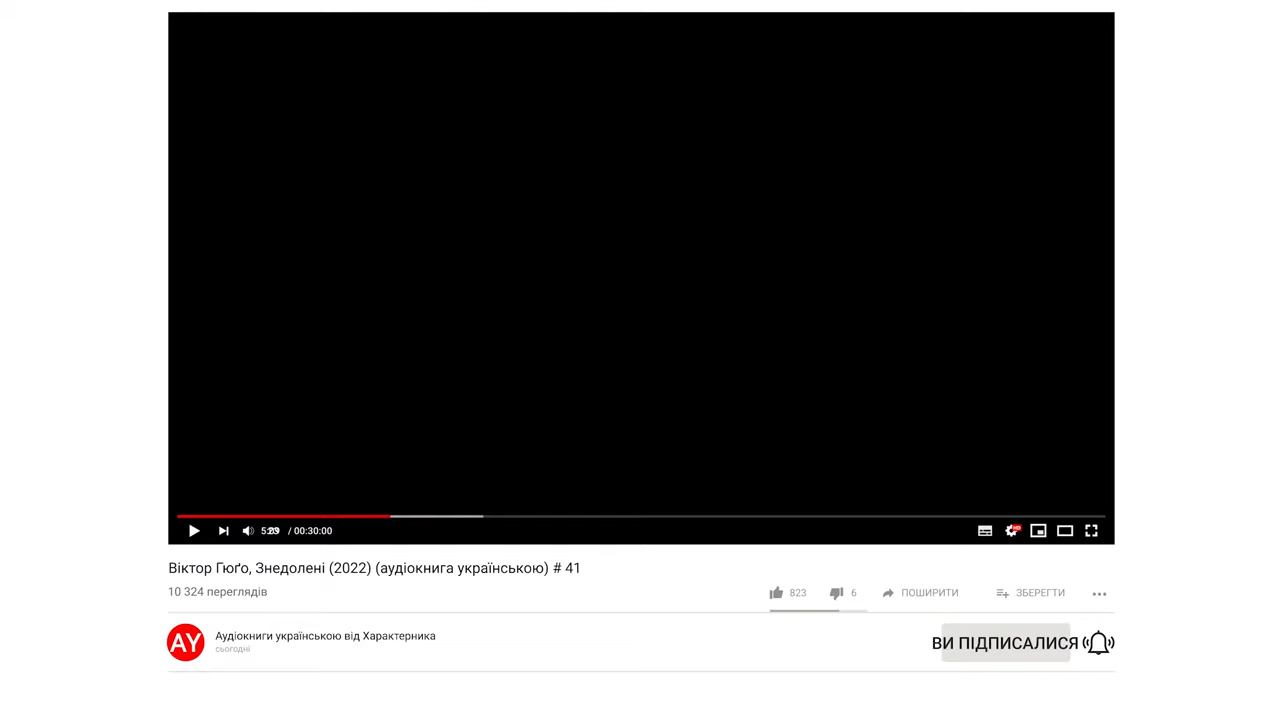 / 00:30:00
HD
Віктор Гюґо, Знедолені (2022) (аудіокнига українською) # 41
10 324 переглядів
823 6 ПОШИРИТИ ЗБЕРЕГТИ
АУ Аудіокниги українською від Характерника
сьогодні
ВИ ПІДПИСАЛИСЯ